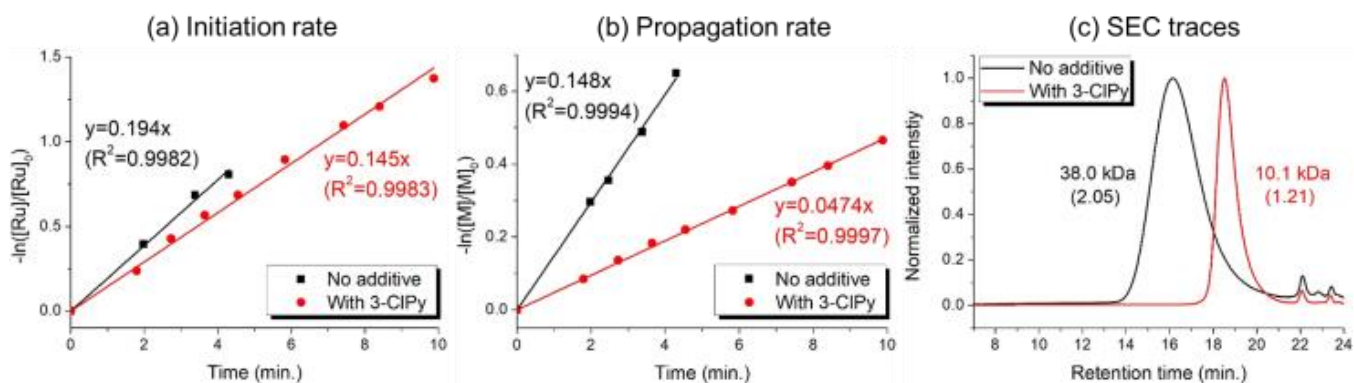 (a) Initiation rate
1.5
1.0
0.5
0.0
-ln([Ru]/[Ru]₀)
y=0.194x
(R²=0.9982)
y=0.145x
(R²=0.9983)
No additive
With 3-ClPy
0 2 4 6 8 10
Time (min.)
(b) Propagation rate
0.6
0.4
0.2
0.0
-ln([M]/[M]₀)
y=0.148x
(R²=0.9994)
y=0.0474x
(R²=0.9997)
No additive
With 3-ClPy
0 2 4 6 8 10
Time (min.)
(c) SEC traces
No additive
With 3-ClPy
1.0
0.8
0.6
0.4
0.2
0.0
Normalized intenstiy
38.0 kDa
(2.05)
10.1 kDa
(1.21)
8 10 12 14 16 18 20 22 24
Retention time (min.)